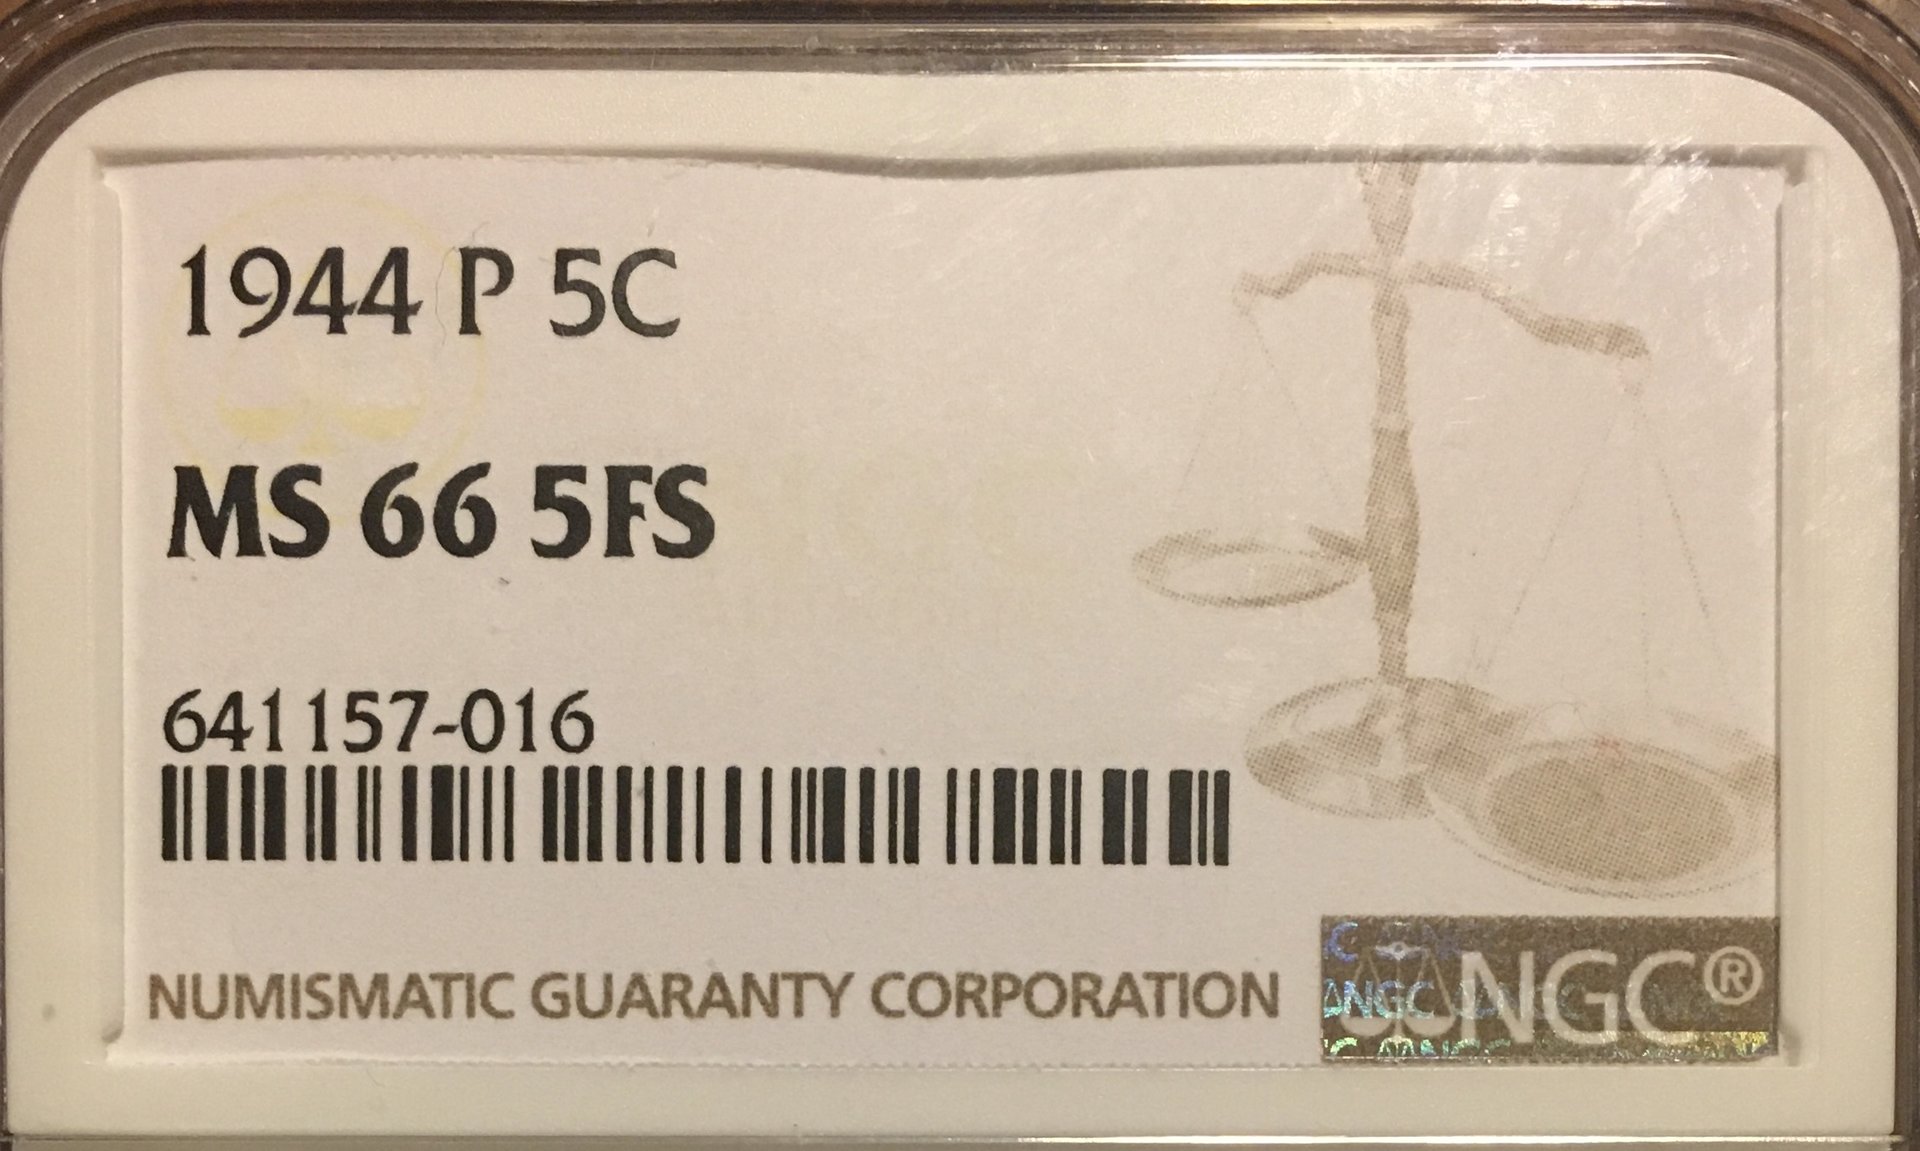 1944 P 5C
MS 66 5FS
641157-016
NUMISMATIC GUARANTY CORPORATION
NGC®